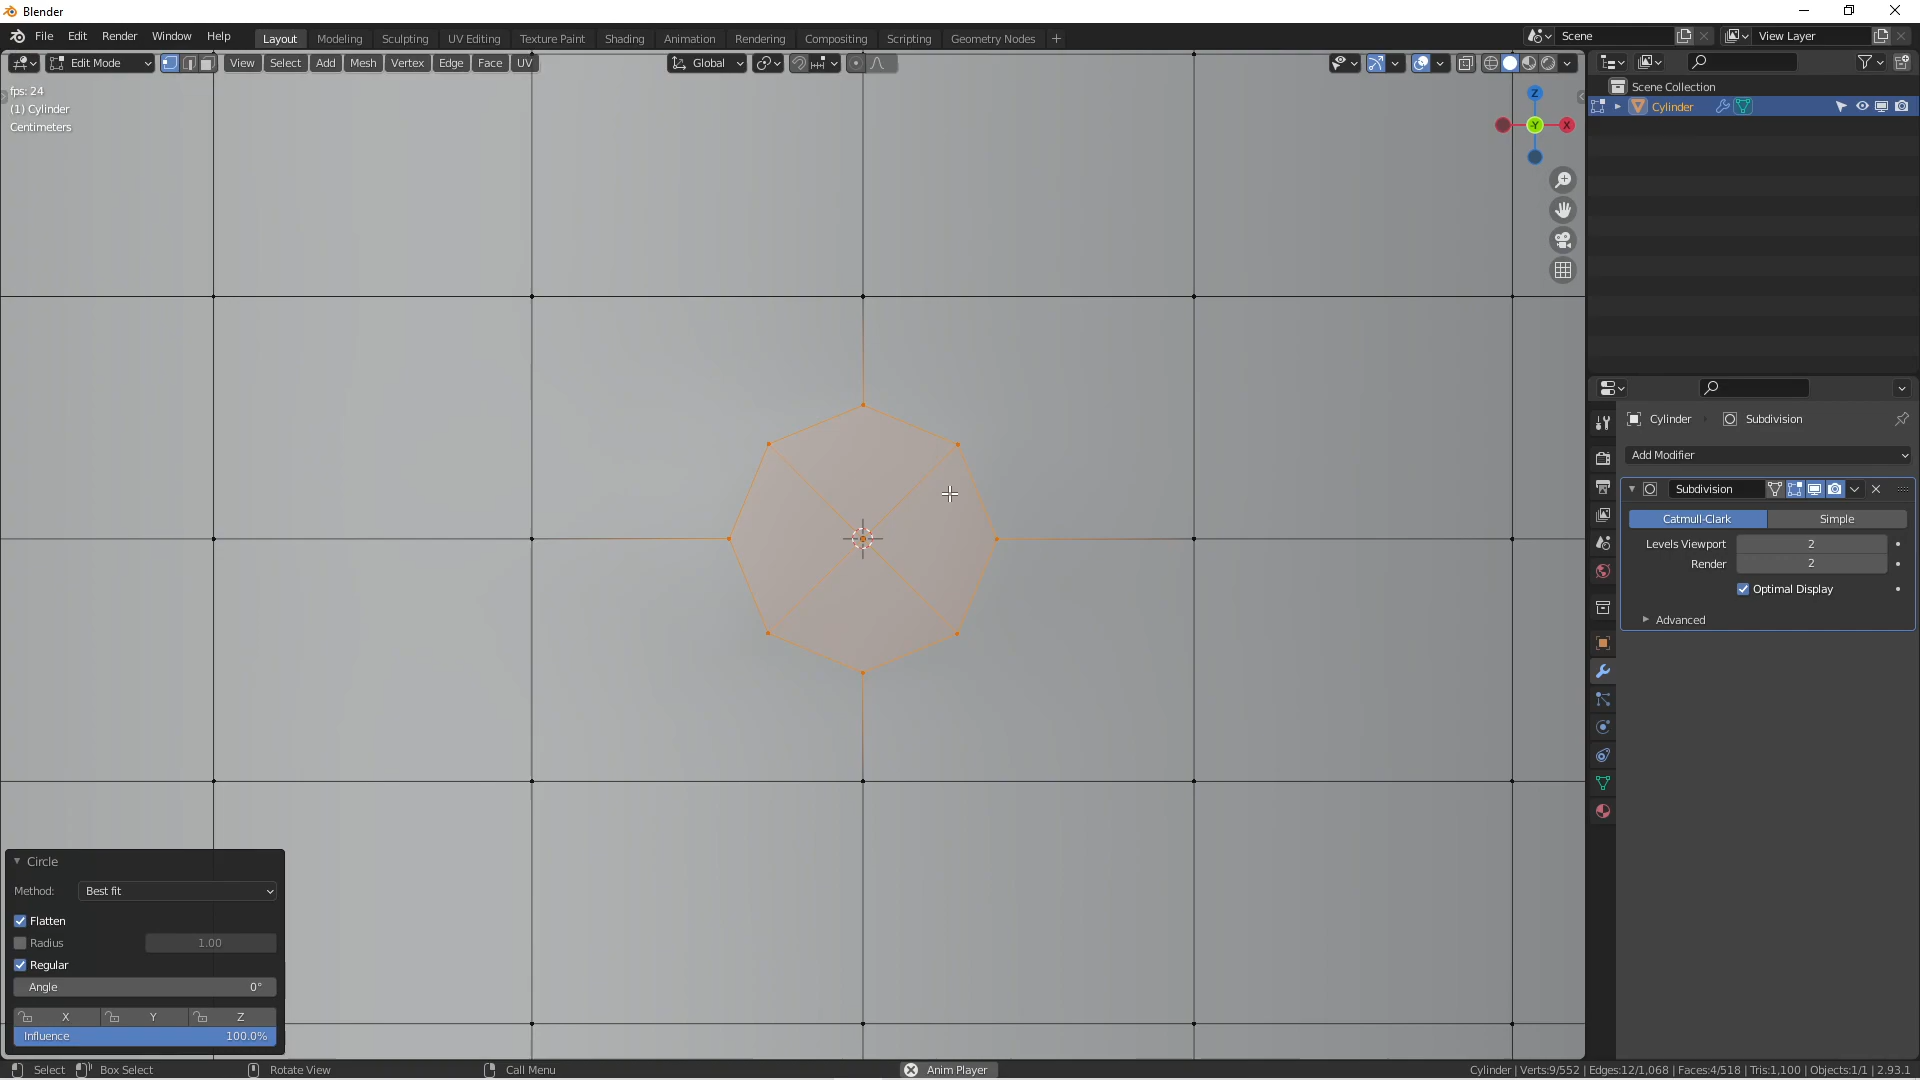 Blender
File Edit Render Window Help
Layout Modeling Sculpting UV Editing Texture Paint Shading Animation Rendering Compositing Scripting Geometry Nodes +
Scene
View Layer
Edit Mode
View Select Add Mesh Vertex Edge Face UV
Global
fps: 24
(1) Cylinder
Centimeters
Z
Y
X
Scene Collection
Cylinder
Cylinder
Subdivision
Add Modifier
Subdivision
Catmull-Clark
Simple
Levels Viewport 2
Render 2
Optimal Display
Advanced
Circle
Method: Best fit
Flatten
Radius 1.00
Regular
Angle 0°
X Y Z
Influence 100.0%
Select
Box Select
Rotate View
Call Menu
Anim Player
Cylinder | Verts:9/552 | Edges:12/1,068 | Faces:4/518 | Tris:1,100 | Objects:1/1 | 2.93.1